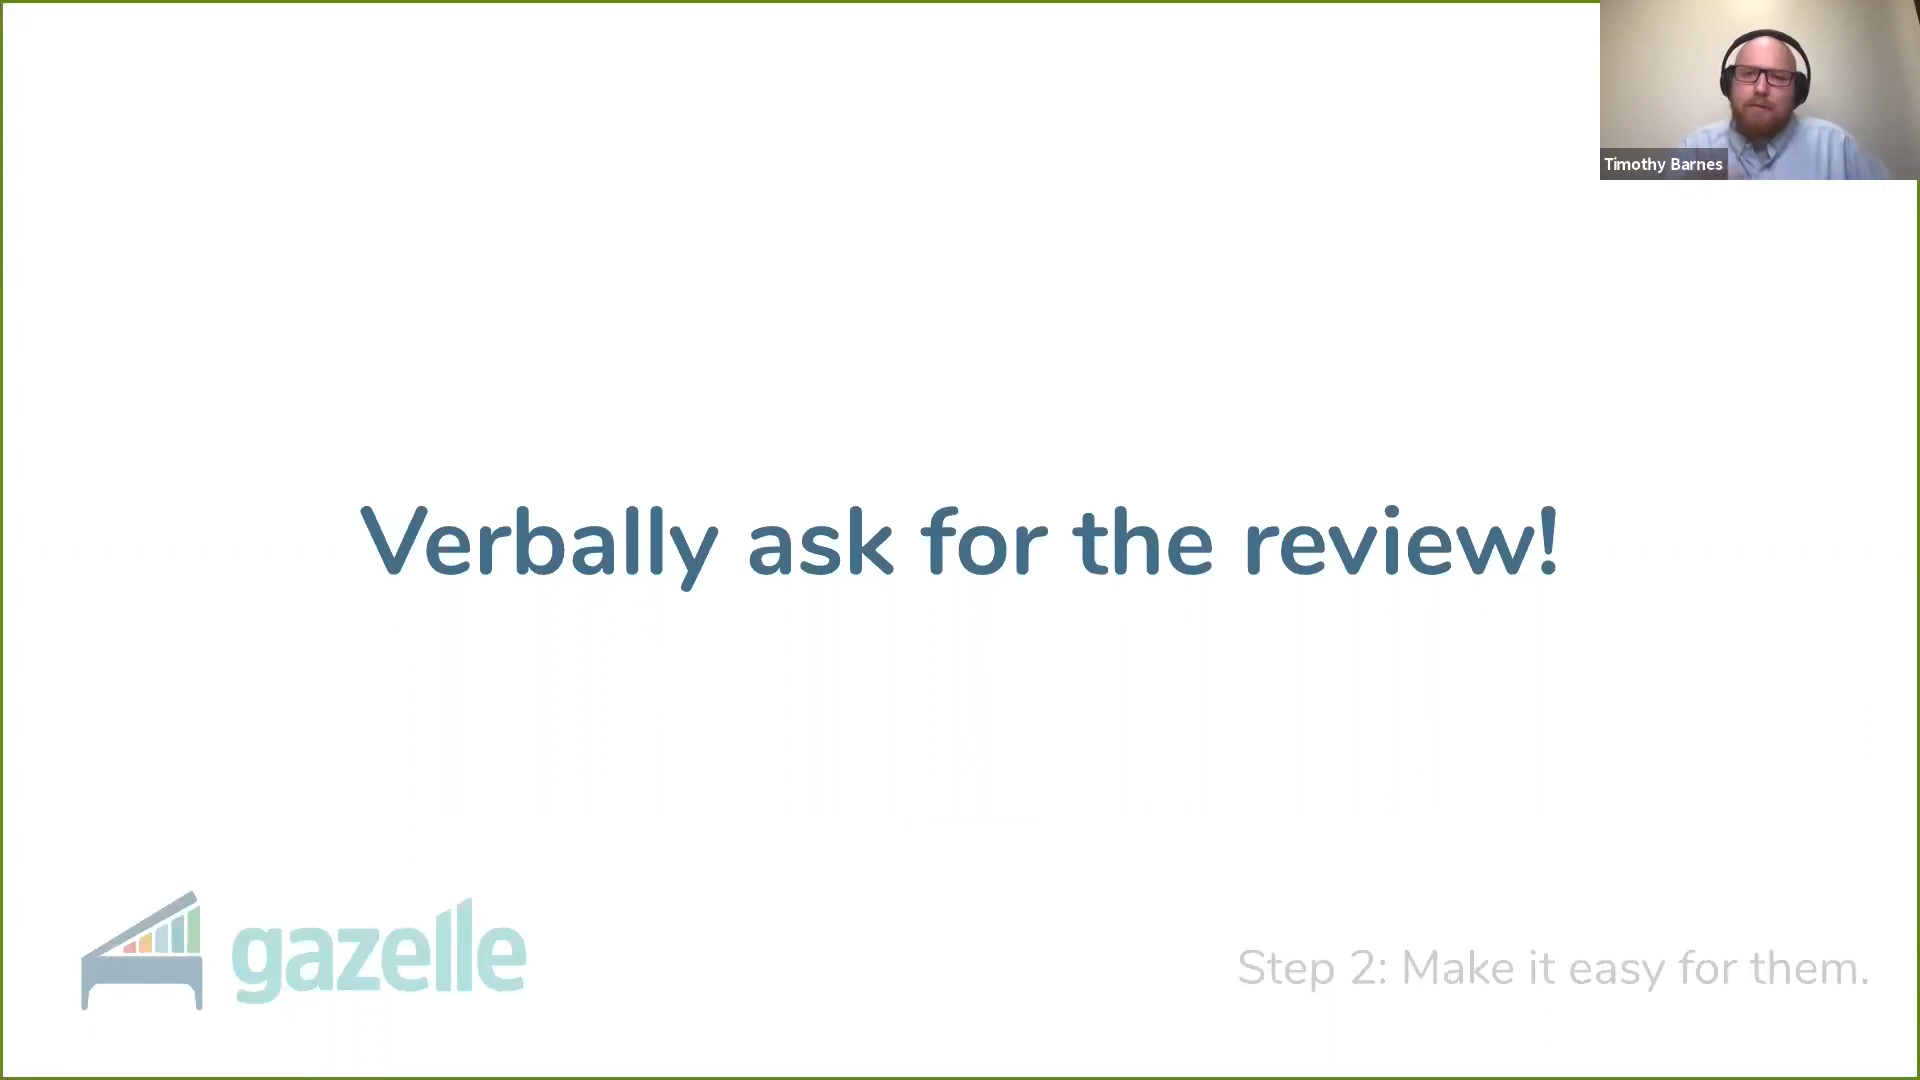 Timothy Barnes
Verbally ask for the review!
gazelle
Step 2: Make it easy for them.